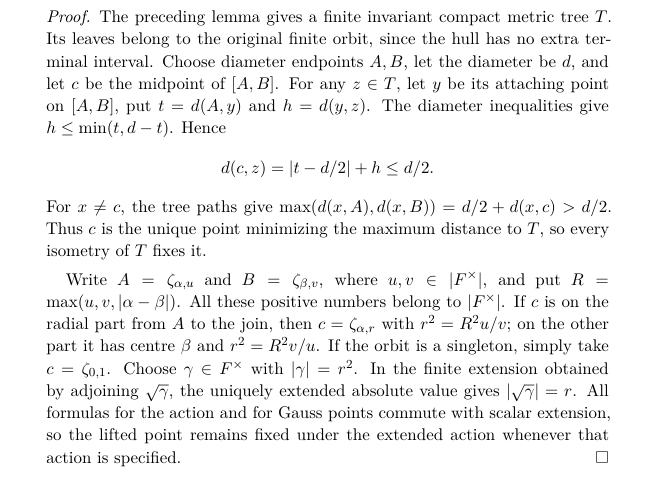 Proof. The preceding lemma gives a finite invariant compact metric tree T.
Its leaves belong to the original finite orbit, since the hull has no extra ter-
minal interval. Choose diameter endpoints A, B, let the diameter be d, and
let c be the midpoint of [A, B]. For any z ∈ T, let y be its attaching point
on [A, B], put t = d(A, y) and h = d(y, z). The diameter inequalities give
h ≤ min(t, d − t). Hence
d(c, z) = |t − d/2| + h ≤ d/2.
For x ≠ c, the tree paths give max(d(x, A), d(x, B)) = d/2 + d(x, c) > d/2.
Thus c is the unique point minimizing the maximum distance to T, so every
isometry of T fixes it.
Write A = ζα,u and B = ζβ,v, where u, v ∈ |F×|, and put R =
max(u, v, |α − β|). All these positive numbers belong to |F×|. If c is on the
radial part from A to the join, then c = ζα,r with r² = R²u/v; on the other
part it has centre β and r² = R²v/u. If the orbit is a singleton, simply take
c = ζ0,1. Choose γ ∈ F× with |γ| = r². In the finite extension obtained
by adjoining √γ, the uniquely extended absolute value gives |√γ| = r. All
formulas for the action and for Gauss points commute with scalar extension,
so the lifted point remains fixed under the extended action whenever that
action is specified. □